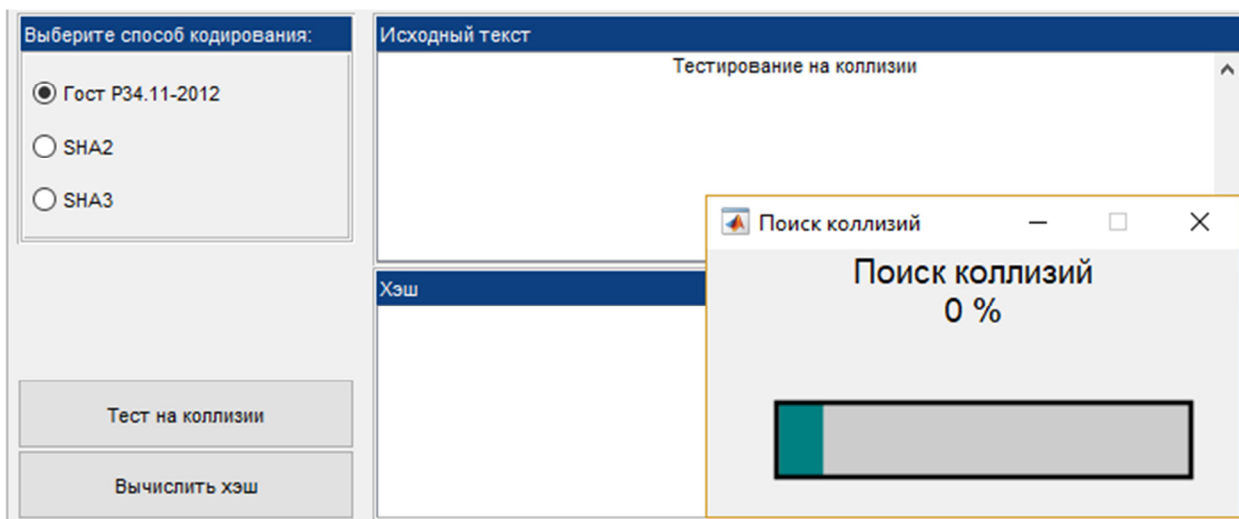 Выберите способ кодирования:
Гост Р34.11-2012
SHA2
SHA3
Тест на коллизии
Вычислить хэш
Исходный текст
Тестирование на коллизии
Хэш
Поиск коллизий
Поиск коллизий
0 %